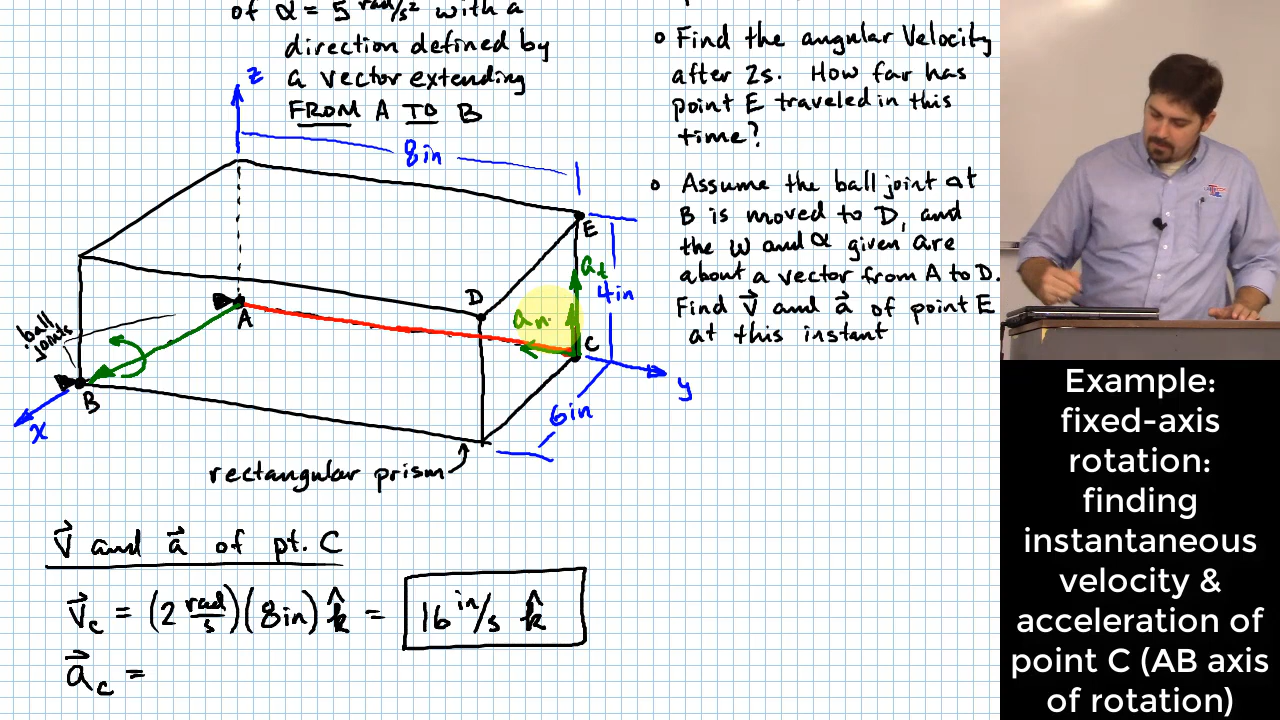 of α = 5 rad/s² with a
direction defined by
a vector extending
FROM A TO B
z
8in
E
a_t
4in
D
a_n
A
C
ball
joints
B
x
y
6in
rectangular prism
Find the angular Velocity
after 2s. How far has
point E traveled in this
time?
Assume the ball joint at
B is moved to D, and
the ω and α given are
about a vector from A to D.
Find v⃗ and a⃗ of point E
at this instant
v⃗ and a⃗ of pt. C
v⃗_c = (2 rad/s)(8in) k̂ = 16 in/s k̂
a⃗_c =
Example:
fixed-axis
rotation:
finding
instantaneous
velocity &
acceleration of
point C (AB axis
of rotation)